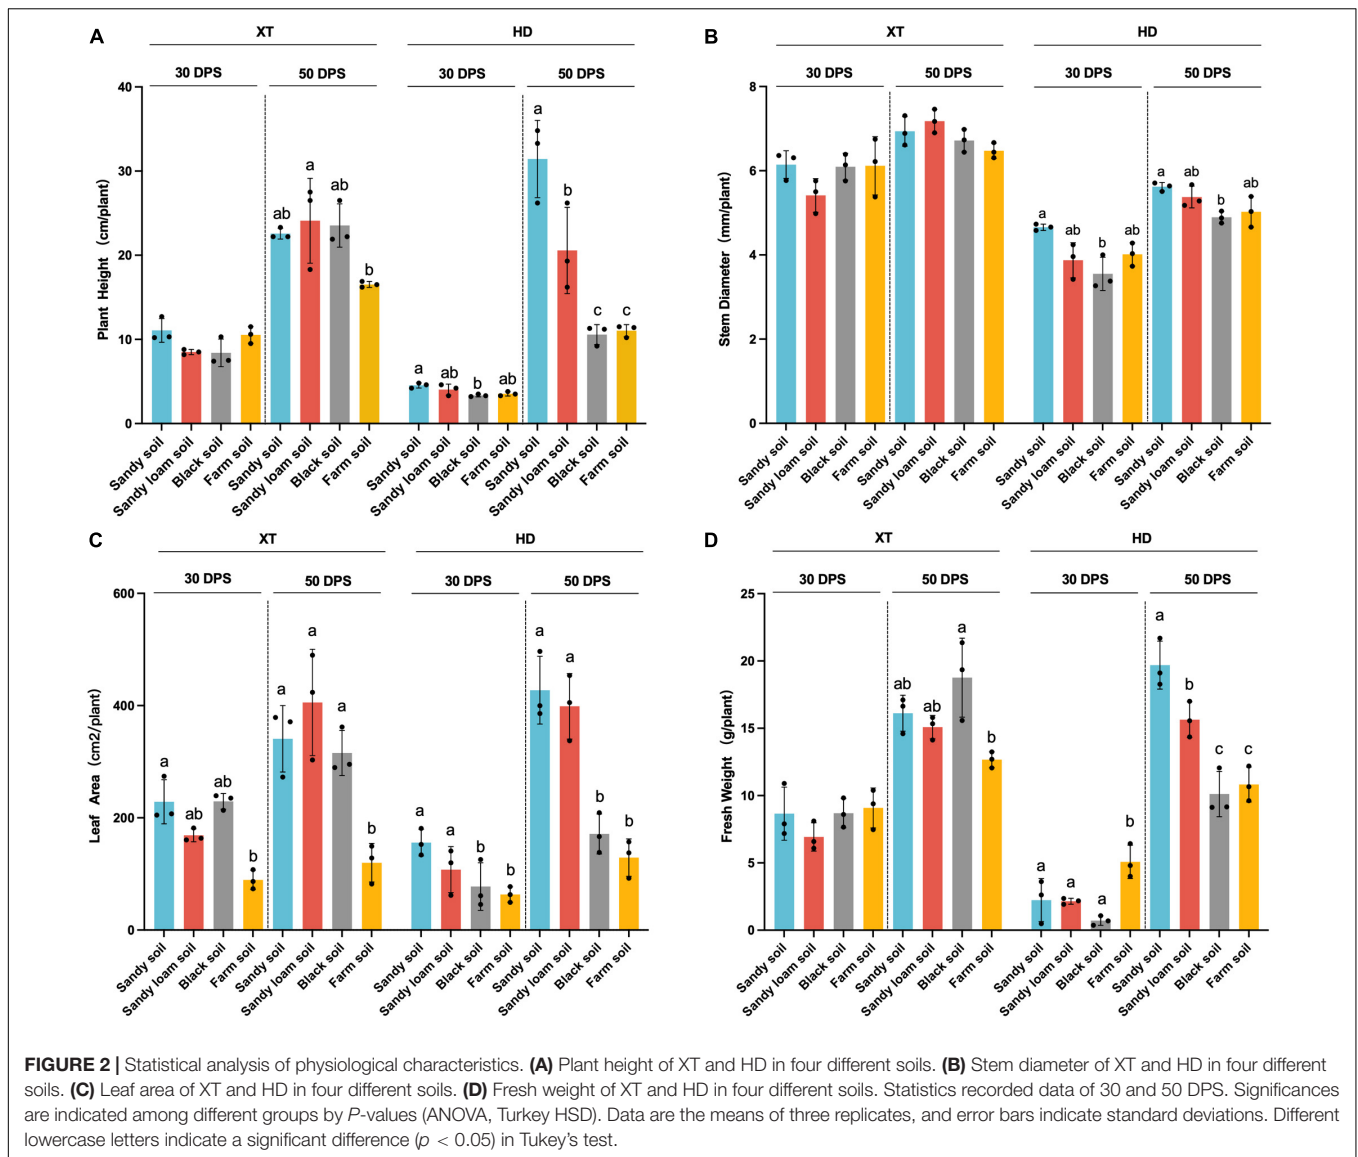 A
XT
HD
30 DPS
50 DPS
30 DPS
50 DPS
Plant Height (cm/plant)
40
30
20
10
0
ab
a
ab
b
a
ab
b
ab
a
b
c
c
Sandy soil
Sandy loam soil
Black soil
Farm soil
Sandy soil
Sandy loam soil
Black soil
Farm soil
Sandy soil
Sandy loam soil
Black soil
Farm soil
Sandy soil
Sandy loam soil
Black soil
Farm soil
B
XT
HD
30 DPS
50 DPS
30 DPS
50 DPS
Stem Diameter (mm/plant)
8
6
4
2
0
a
ab
b
ab
a
ab
b
ab
Sandy soil
Sandy loam soil
Black soil
Farm soil
Sandy soil
Sandy loam soil
Black soil
Farm soil
Sandy soil
Sandy loam soil
Black soil
Farm soil
Sandy soil
Sandy loam soil
Black soil
Farm soil
C
XT
HD
30 DPS
50 DPS
30 DPS
50 DPS
Leaf Area (cm2/plant)
600
400
200
0
a
ab
ab
b
a
a
a
b
a
a
b
b
a
a
b
b
Sandy soil
Sandy loam soil
Black soil
Farm soil
Sandy soil
Sandy loam soil
Black soil
Farm soil
Sandy soil
Sandy loam soil
Black soil
Farm soil
Sandy soil
Sandy loam soil
Black soil
Farm soil
D
XT
HD
30 DPS
50 DPS
30 DPS
50 DPS
Fresh Weight (g/plant)
25
20
15
10
5
0
ab
ab
a
b
a
a
a
b
a
b
c
c
Sandy soil
Sandy loam soil
Black soil
Farm soil
Sandy soil
Sandy loam soil
Black soil
Farm soil
Sandy soil
Sandy loam soil
Black soil
Farm soil
Sandy soil
Sandy loam soil
Black soil
Farm soil
FIGURE 2 | Statistical analysis of physiological characteristics. (A) Plant height of XT and HD in four different soils. (B) Stem diameter of XT and HD in four different
soils. (C) Leaf area of XT and HD in four different soils. (D) Fresh weight of XT and HD in four different soils. Statistics recorded data of 30 and 50 DPS. Significances
are indicated among different groups by P-values (ANOVA, Turkey HSD). Data are the means of three replicates, and error bars indicate standard deviations. Different
lowercase letters indicate a significant difference (p < 0.05) in Tukey's test.